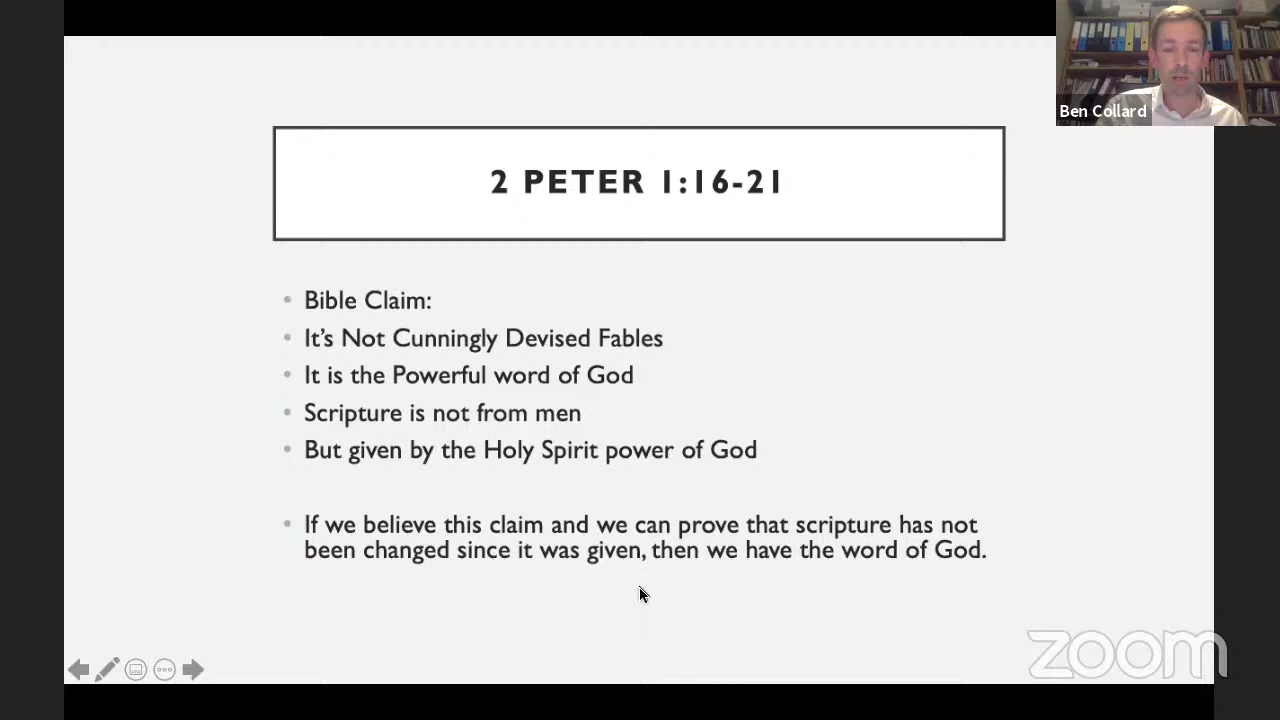 Ben Collard
2 PETER 1:16-21
Bible Claim:
It's Not Cunningly Devised Fables
It is the Powerful word of God
Scripture is not from men
But given by the Holy Spirit power of God
If we believe this claim and we can prove that scripture has not
been changed since it was given, then we have the word of God.
zoom